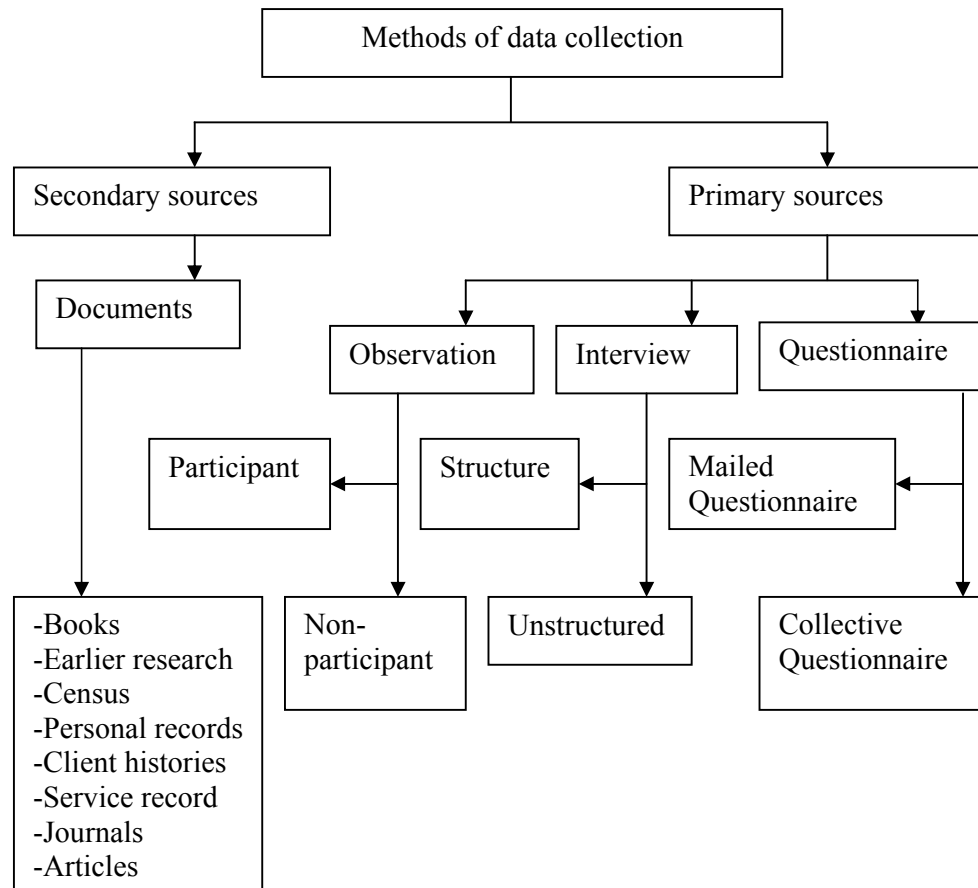 Methods of data collection
Secondary sources
Primary sources
Documents
Observation
Interview
Questionnaire
Participant
Structure
Mailed
Questionnaire
-Books
-Earlier research
-Census
-Personal records
-Client histories
-Service record
-Journals
-Articles
Non-
participant
Unstructured
Collective
Questionnaire